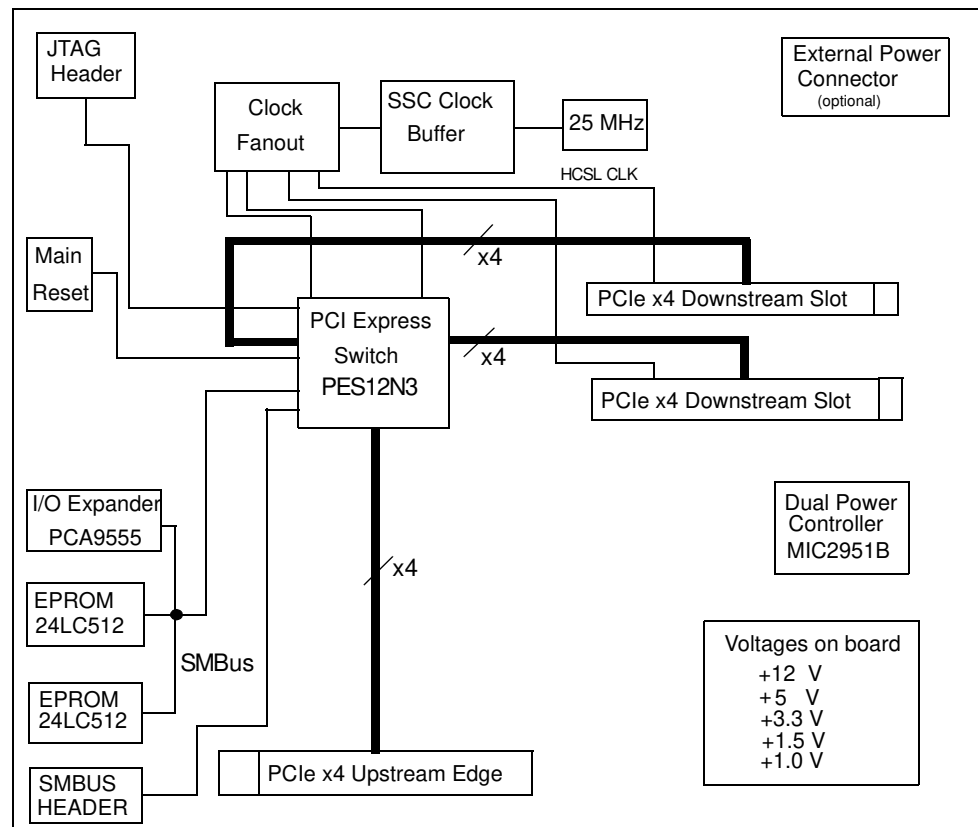 JTAG
Header
Clock
Fanout
SSC Clock
Buffer
25 MHz
External Power
Connector
(optional)
HCSL CLK
x4
Main
Reset
PCIe x4 Downstream Slot
PCI Express
Switch
PES12N3
x4
PCIe x4 Downstream Slot
I/O Expander
PCA9555
Dual Power
Controller
MIC2951B
x4
EPROM
24LC512
SMBus
EPROM
24LC512
Voltages on board
+12 V
+5 V
+3.3 V
+1.5 V
+1.0 V
PCIe x4 Upstream Edge
SMBUS
HEADER